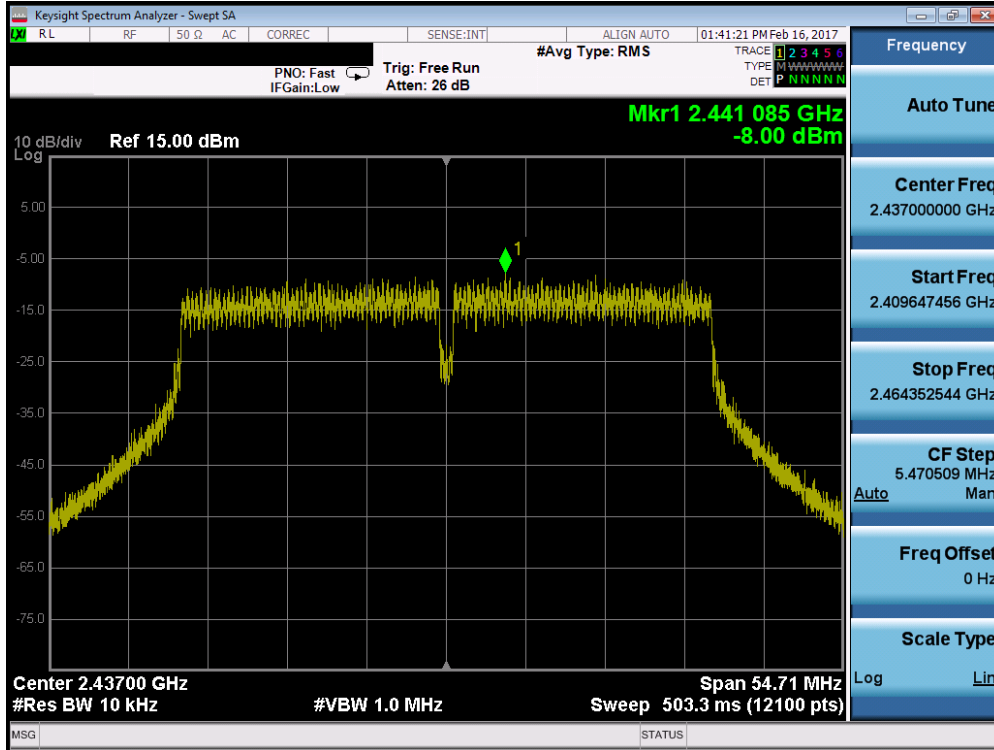 Keysight Spectrum Analyzer - Swept SA
LXI RL RF 50 Ω AC CORREC SENSE:INT ALIGN AUTO 01:41:21 PM Feb 16, 2017
PNO: Fast Trig: Free Run #Avg Type: RMS TRACE 1 2 3 4 5 6
TYPE M WWWWW
IFGain:Low Atten: 26 dB DET P N N N N N
Mkr1 2.441 085 GHz
-8.00 dBm
10 dB/div Ref 15.00 dBm
Log
5.00
-5.00
1
-15.0
-25.0
-35.0
-45.0
-55.0
-65.0
-75.0
Center 2.43700 GHz Span 54.71 MHz
#Res BW 10 kHz #VBW 1.0 MHz Sweep 503.3 ms (12100 pts)
MSG STATUS
Frequency
Auto Tune
Center Freq
2.437000000 GHz
Start Freq
2.409647456 GHz
Stop Freq
2.464352544 GHz
CF Step
5.470509 MHz
Auto Man
Freq Offset
0 Hz
Scale Type
Log Lin